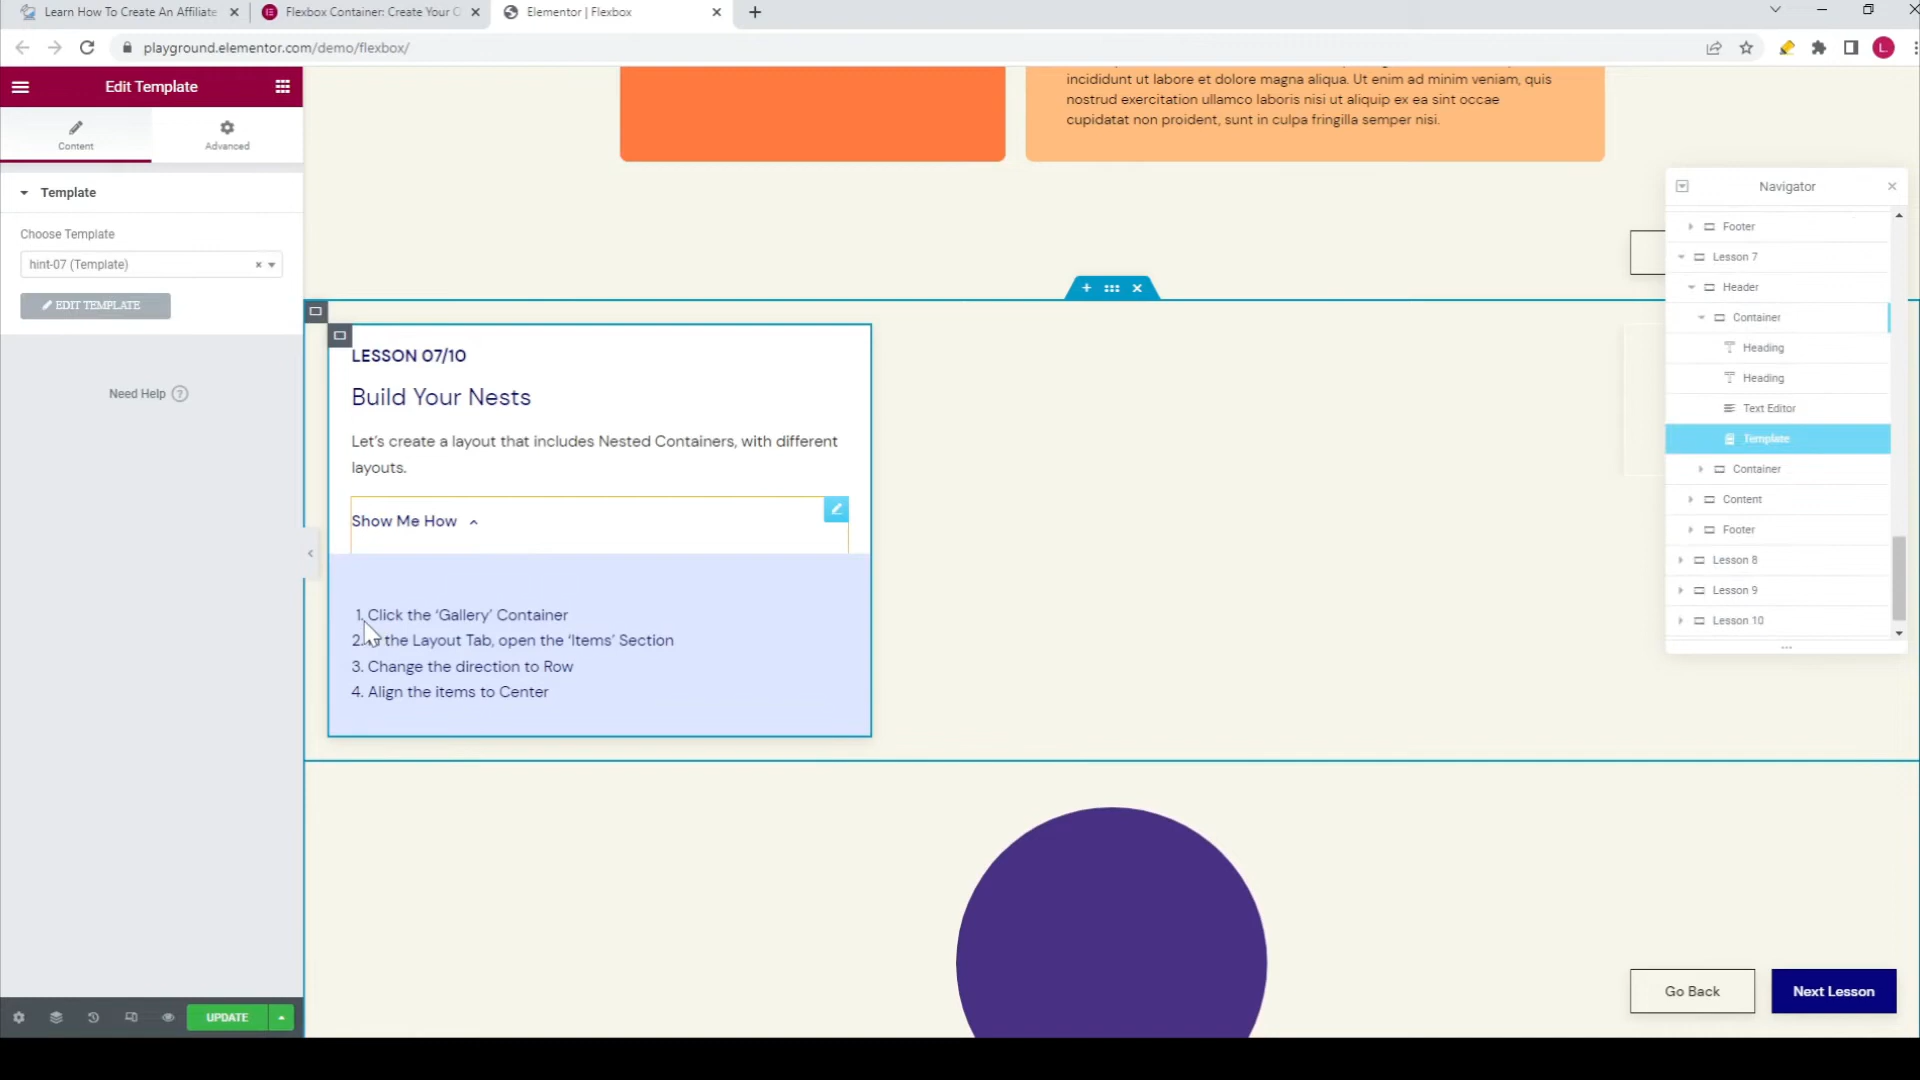 Learn How To Create An Affiliate
Flexbox Container: Create Your C
Elementor | Flexbox
playground.elementor.com/demo/flexbox/
L
Edit Template
Content
Advanced
Template
Choose Template
hint-07 (Template)
EDIT TEMPLATE
Need Help
incididunt ut labore et dolore magna aliqua. Ut enim ad minim veniam, quis
nostrud exercitation ullamco laboris nisi ut aliquip ex ea sint occae
cupidatat non proident, sunt in culpa fringilla semper nisi.
LESSON 07/10
Build Your Nests
Let's create a layout that includes Nested Containers, with different
layouts.
Show Me How
1. Click the ‘Gallery’ Container
2. the Layout Tab, open the ‘Items’ Section
3. Change the direction to Row
4. Align the items to Center
Navigator
Footer
Lesson 7
Header
Container
Heading
Heading
Text Editor
Template
Container
Content
Footer
Lesson 8
Lesson 9
Lesson 10
Go Back
Next Lesson
UPDATE